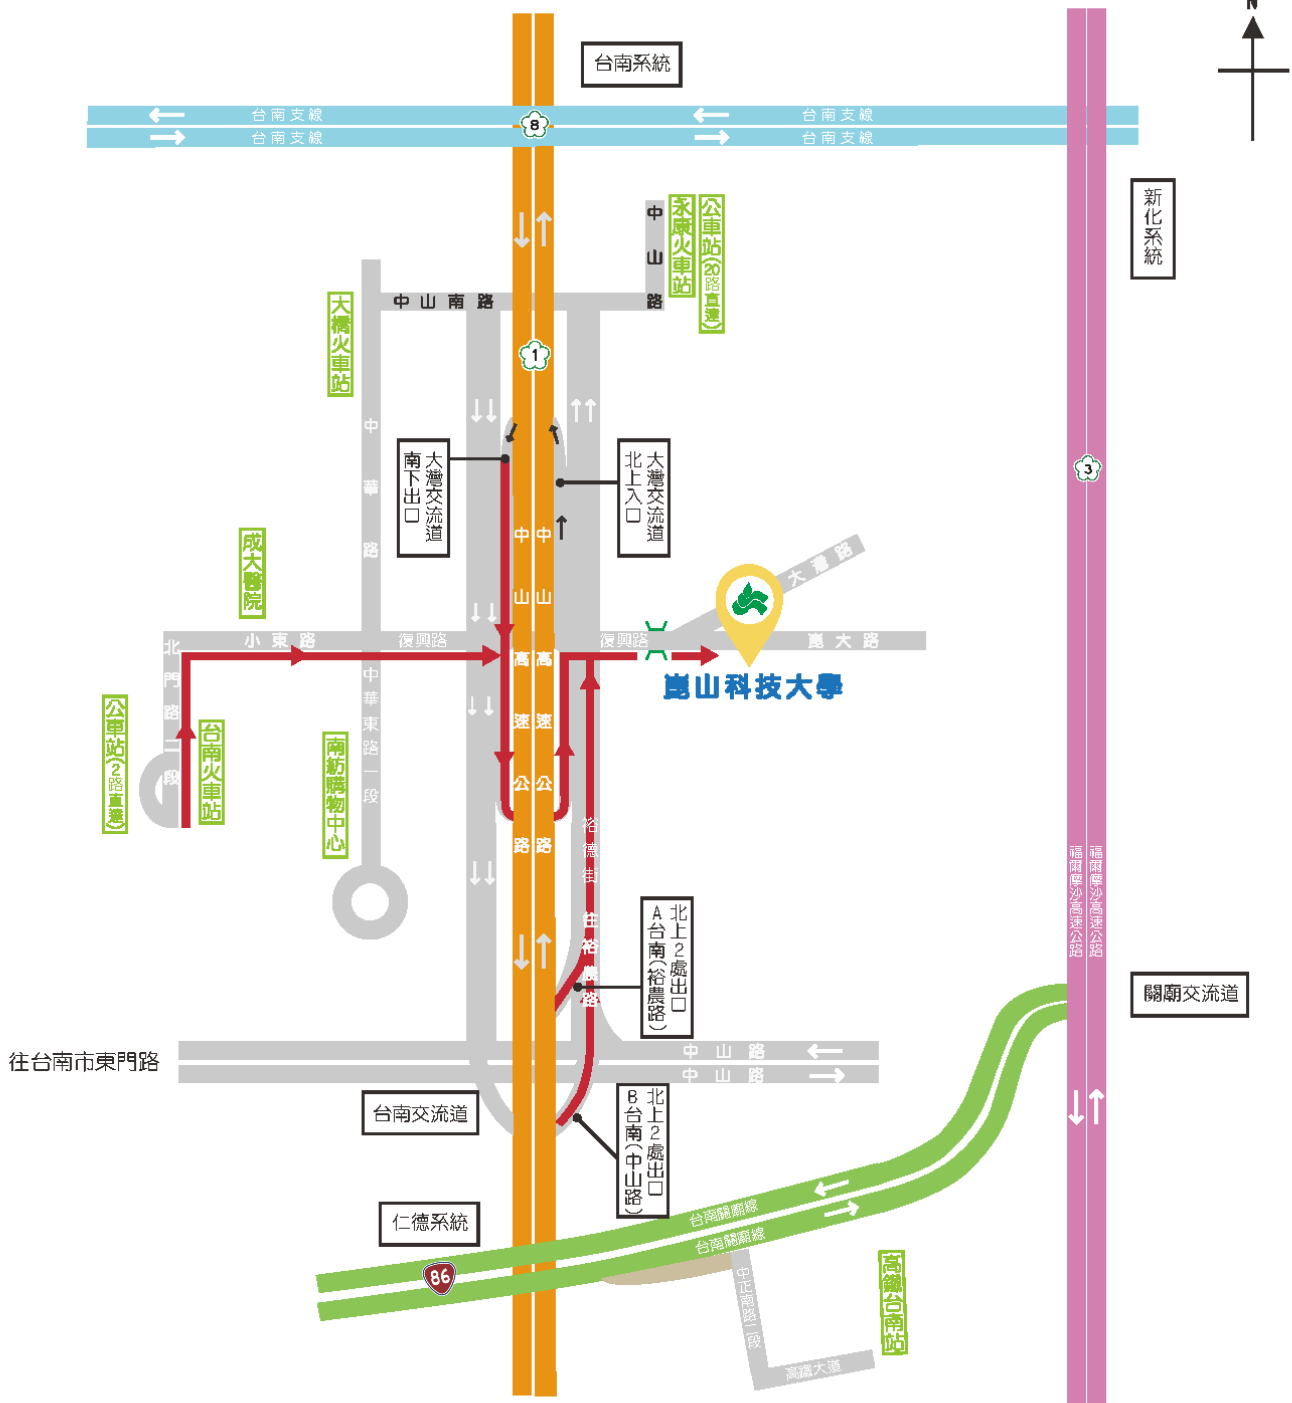 N
台南系統
台南支線
台南支線
台南支線
台南支線
8
新化系統
中山路
永康火車站
公車站(20路直達)
中山南路
大橋火車站
1
中華路
大灣交流道
南下出口
大灣交流道
北上入口
3
中山高速公路
中山高速公路
成大醫院
大灣路
北門路二段
小東路
復興路
復興路
崑大路
崑山科技大學
中華東路一段
公車站(2路直達)
台南火車站
南紡購物中心
裕德街
往裕農路
福爾摩沙高速公路
福爾摩沙高速公路
北上2處出口
A台南(裕農路)
關廟交流道
往台南市東門路
中山路
中山路
台南交流道
北上2處出口
B台南(中山路)
仁德系統
台南關廟線
台南關廟線
86
中正南路二段
高鐵台南站
高鐵大道